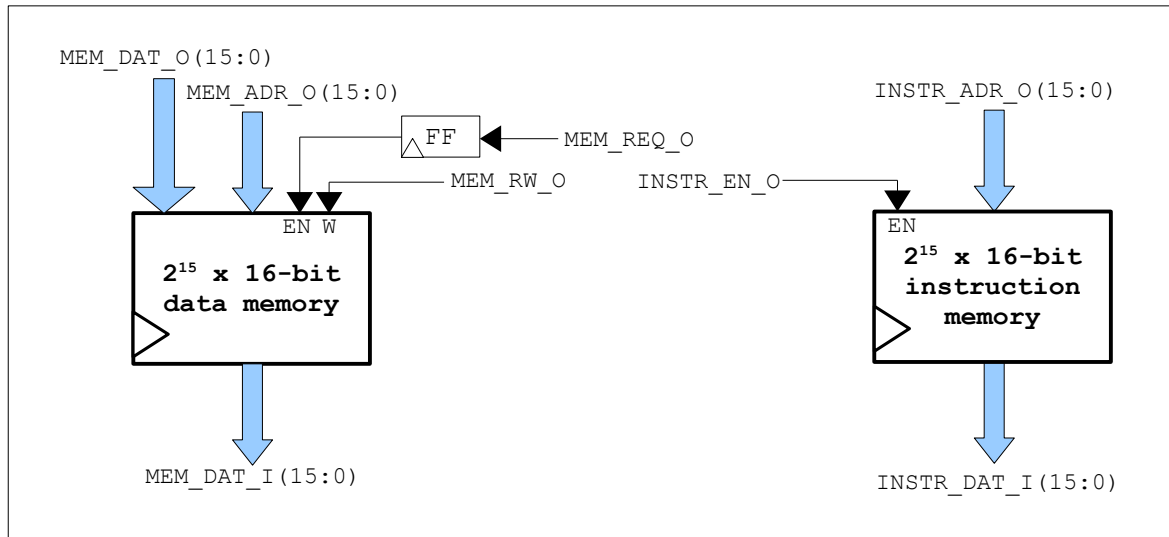 MEM_DAT_O(15:0)
MEM_ADR_O(15:0)
INSTR_ADR_O(15:0)
FF
MEM_REQ_O
MEM_RW_O
INSTR_EN_O
EN W
EN
2¹⁵ x 16-bit
data memory
2¹⁵ x 16-bit
instruction
memory
MEM_DAT_I(15:0)
INSTR_DAT_I(15:0)